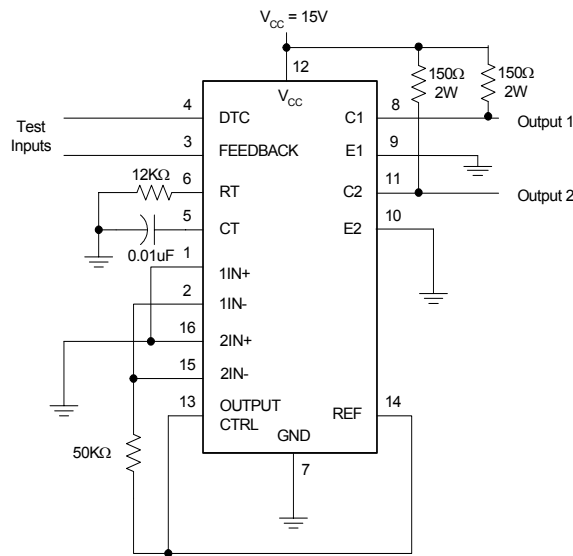 VCC = 15V
12
150Ω
2W
150Ω
2W
VCC
Test
Inputs
4
DTC
C1
8
Output 1
3
FEEDBACK
E1
9
12KΩ
6
RT
C2
11
Output 2
5
CT
E2
10
0.01uF
1
1IN+
2
1IN-
16
2IN+
15
2IN-
13
OUTPUT
CTRL
REF
14
GND
7
50KΩ